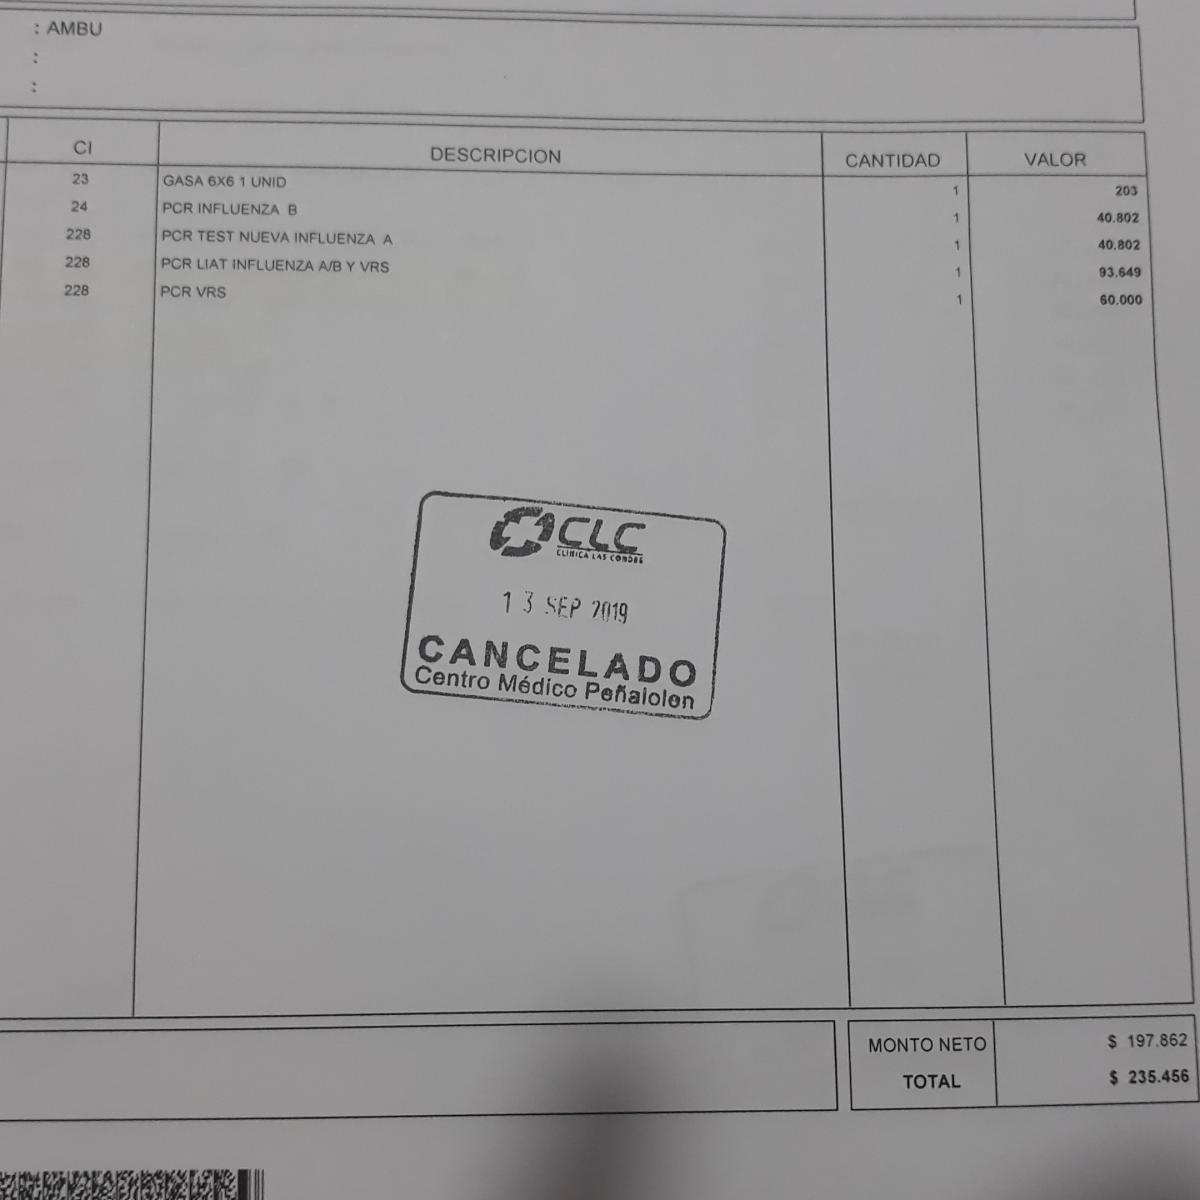 : AMBU
:
:
CI DESCRIPCION CANTIDAD VALOR
23 GASA 6X6 1 UNID 1 203
24 PCR INFLUENZA B 1 40.802
228 PCR TEST NUEVA INFLUENZA A 1 40.802
228 PCR LIAT INFLUENZA A/B Y VRS 1 93.649
228 PCR VRS 1 60.000
CLC
CLINICA LAS CONDES
13 SEP 2019
CANCELADO
Centro Médico Peñalolen
MONTO NETO $ 197.862
TOTAL $ 235.456